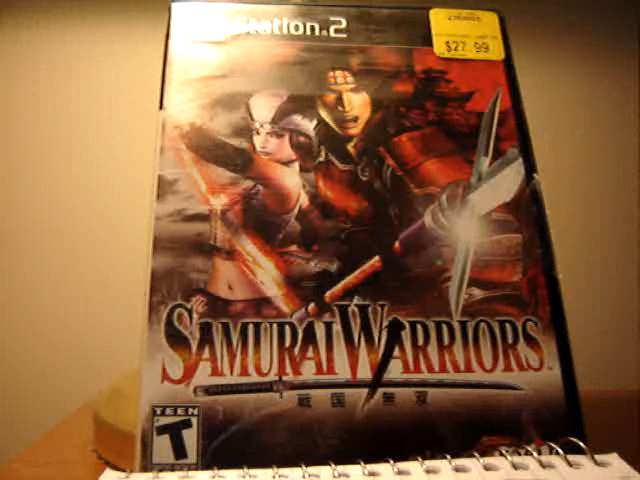 Station.2
$27.99
SAMURAI WARRIORS
戦国無双
TEEN
T